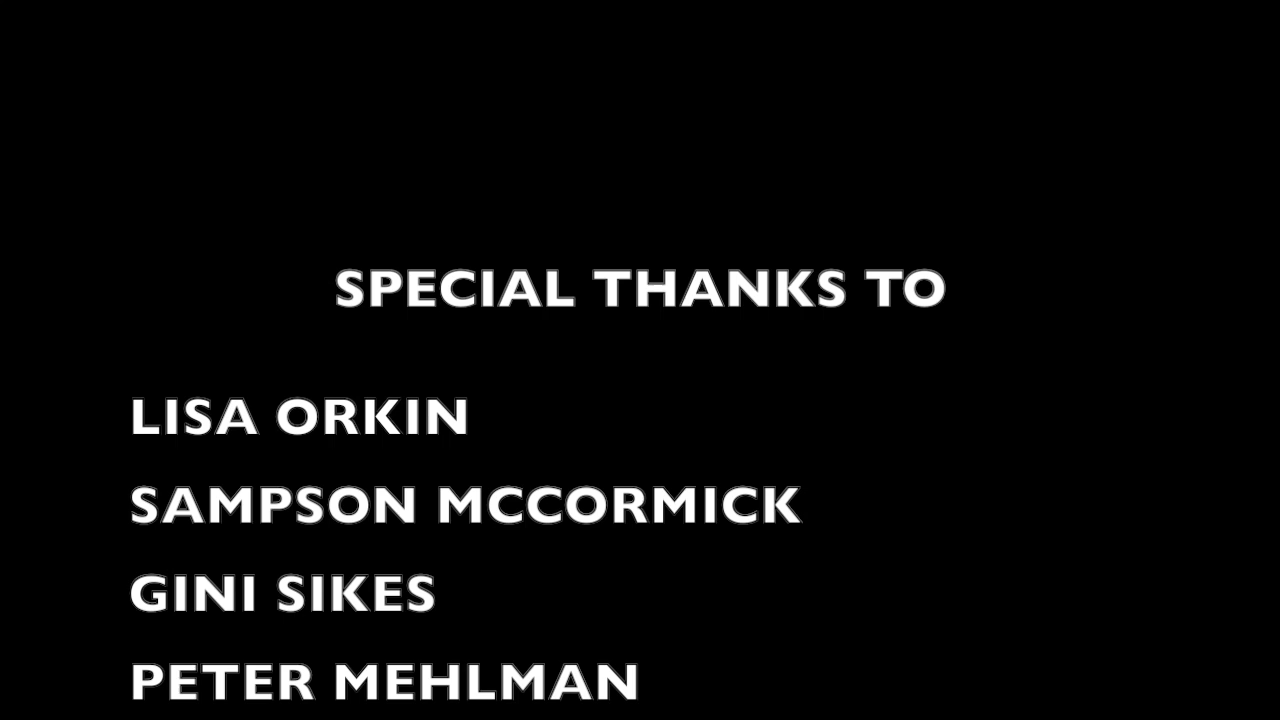 SPECIAL THANKS TO
LISA ORKIN
SAMPSON MCCORMICK
GINI SIKES
PETER MEHLMAN